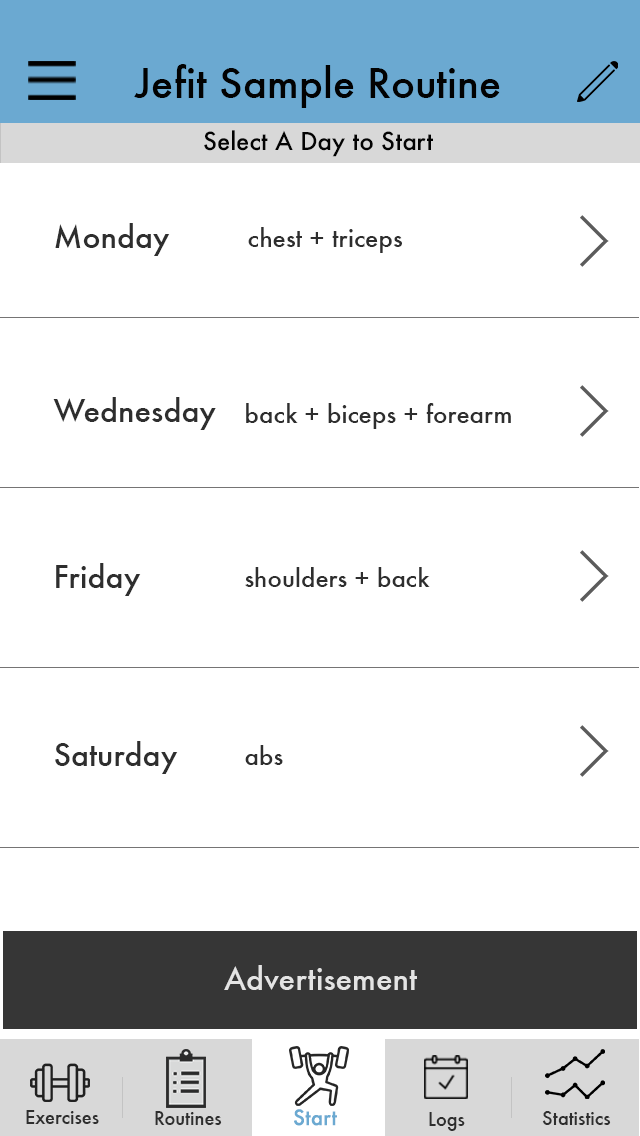 Jefit Sample Routine
Select A Day to Start
Monday chest + triceps
Wednesday back + biceps + forearm
Friday shoulders + back
Saturday abs
Advertisement
Exercises Routines Start Logs Statistics